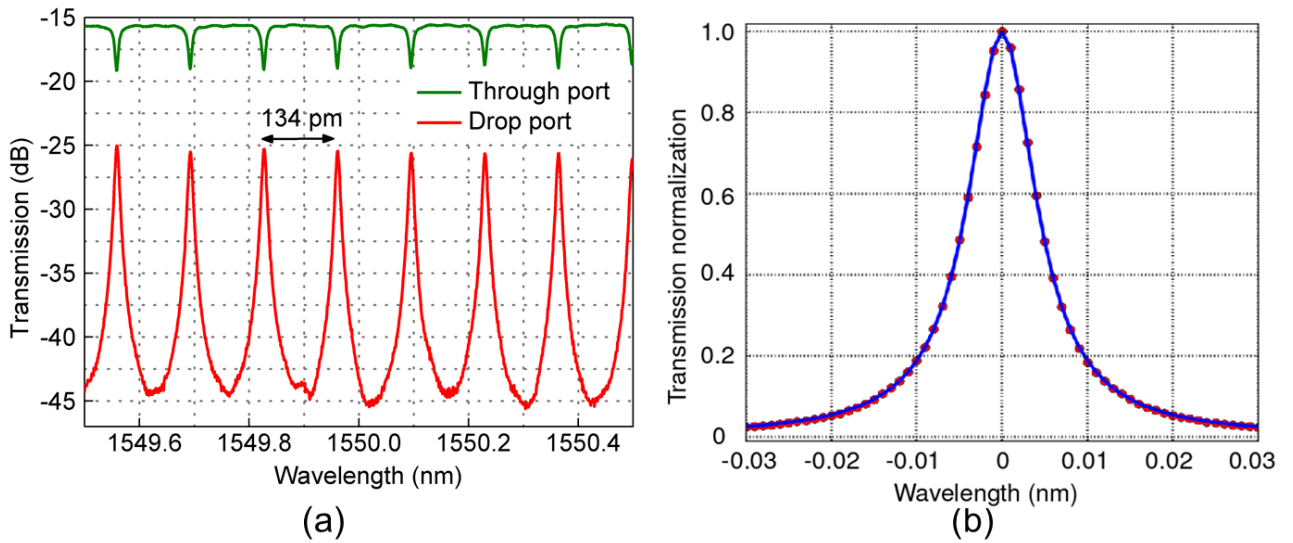 -15
-20
-25
-30
-35
-40
-45
Transmission (dB)
Through port
Drop port
134 pm
1549.6 1549.8 1550.0 1550.2 1550.4
Wavelength (nm)
(a)
1.0
0.8
0.6
0.4
0.2
0
Transmission normalization
-0.03 -0.02 -0.01 0 0.01 0.02 0.03
Wavelength (nm)
(b)